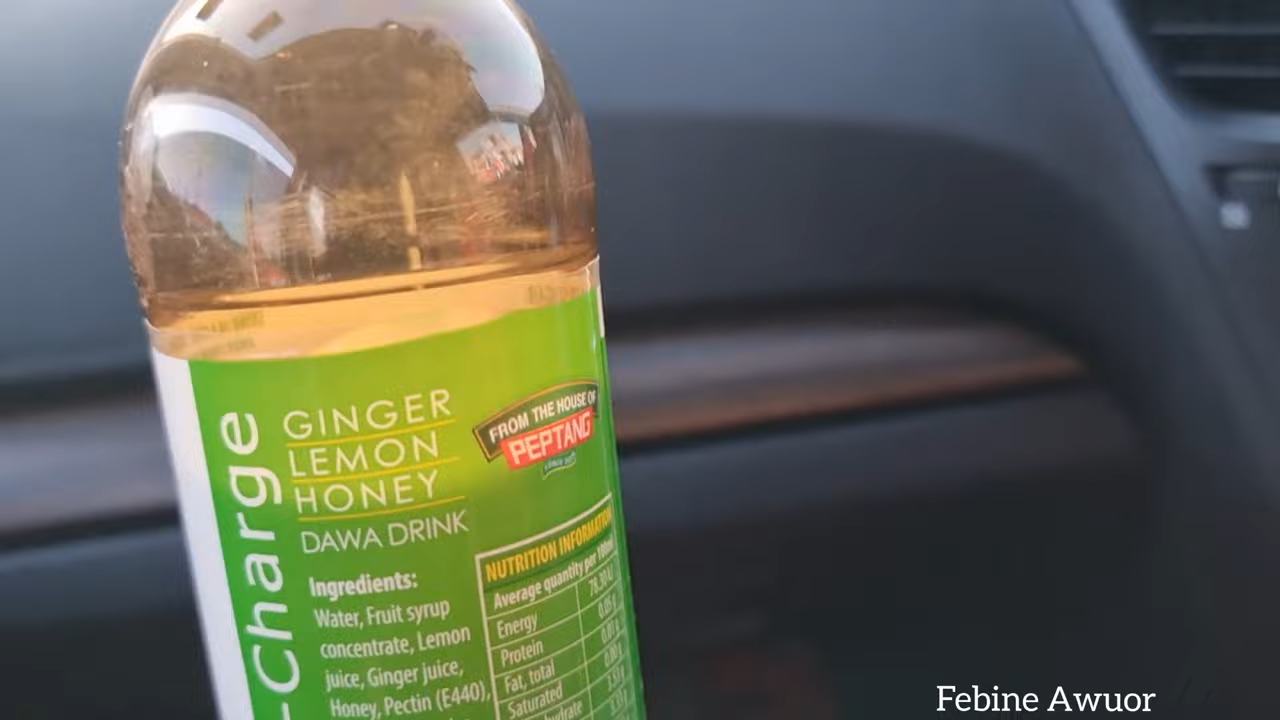 -Charge
GINGER
LEMON
HONEY
DAWA DRINK
FROM THE HOUSE OF
PEPTANG
Ingredients:
Water, Fruit syrup
concentrate, Lemon
juice, Ginger juice,
Honey, Pectin (E440),
NUTRITION INFORMATION
Average quantity per 100ml
Energy
Protein
Fat, total
Saturated
Febine Awuor